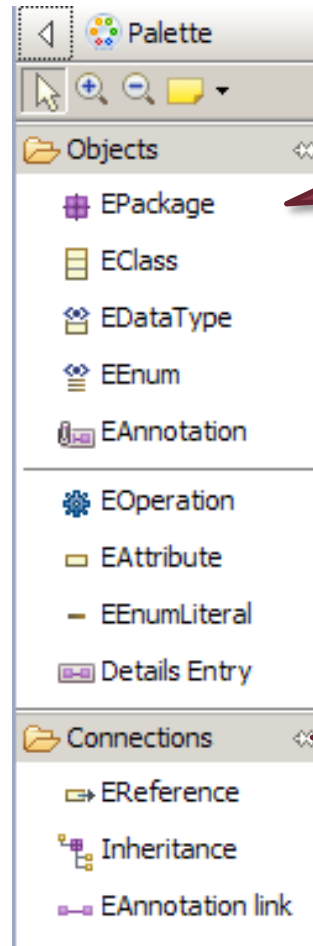 Palette
Objects
EPackage
EClass
EDataType
EEnum
EAnnotation
EOperation
EAttribute
EEnumLiteral
Details Entry
Connections
EReference
Inheritance
EAnnotation link